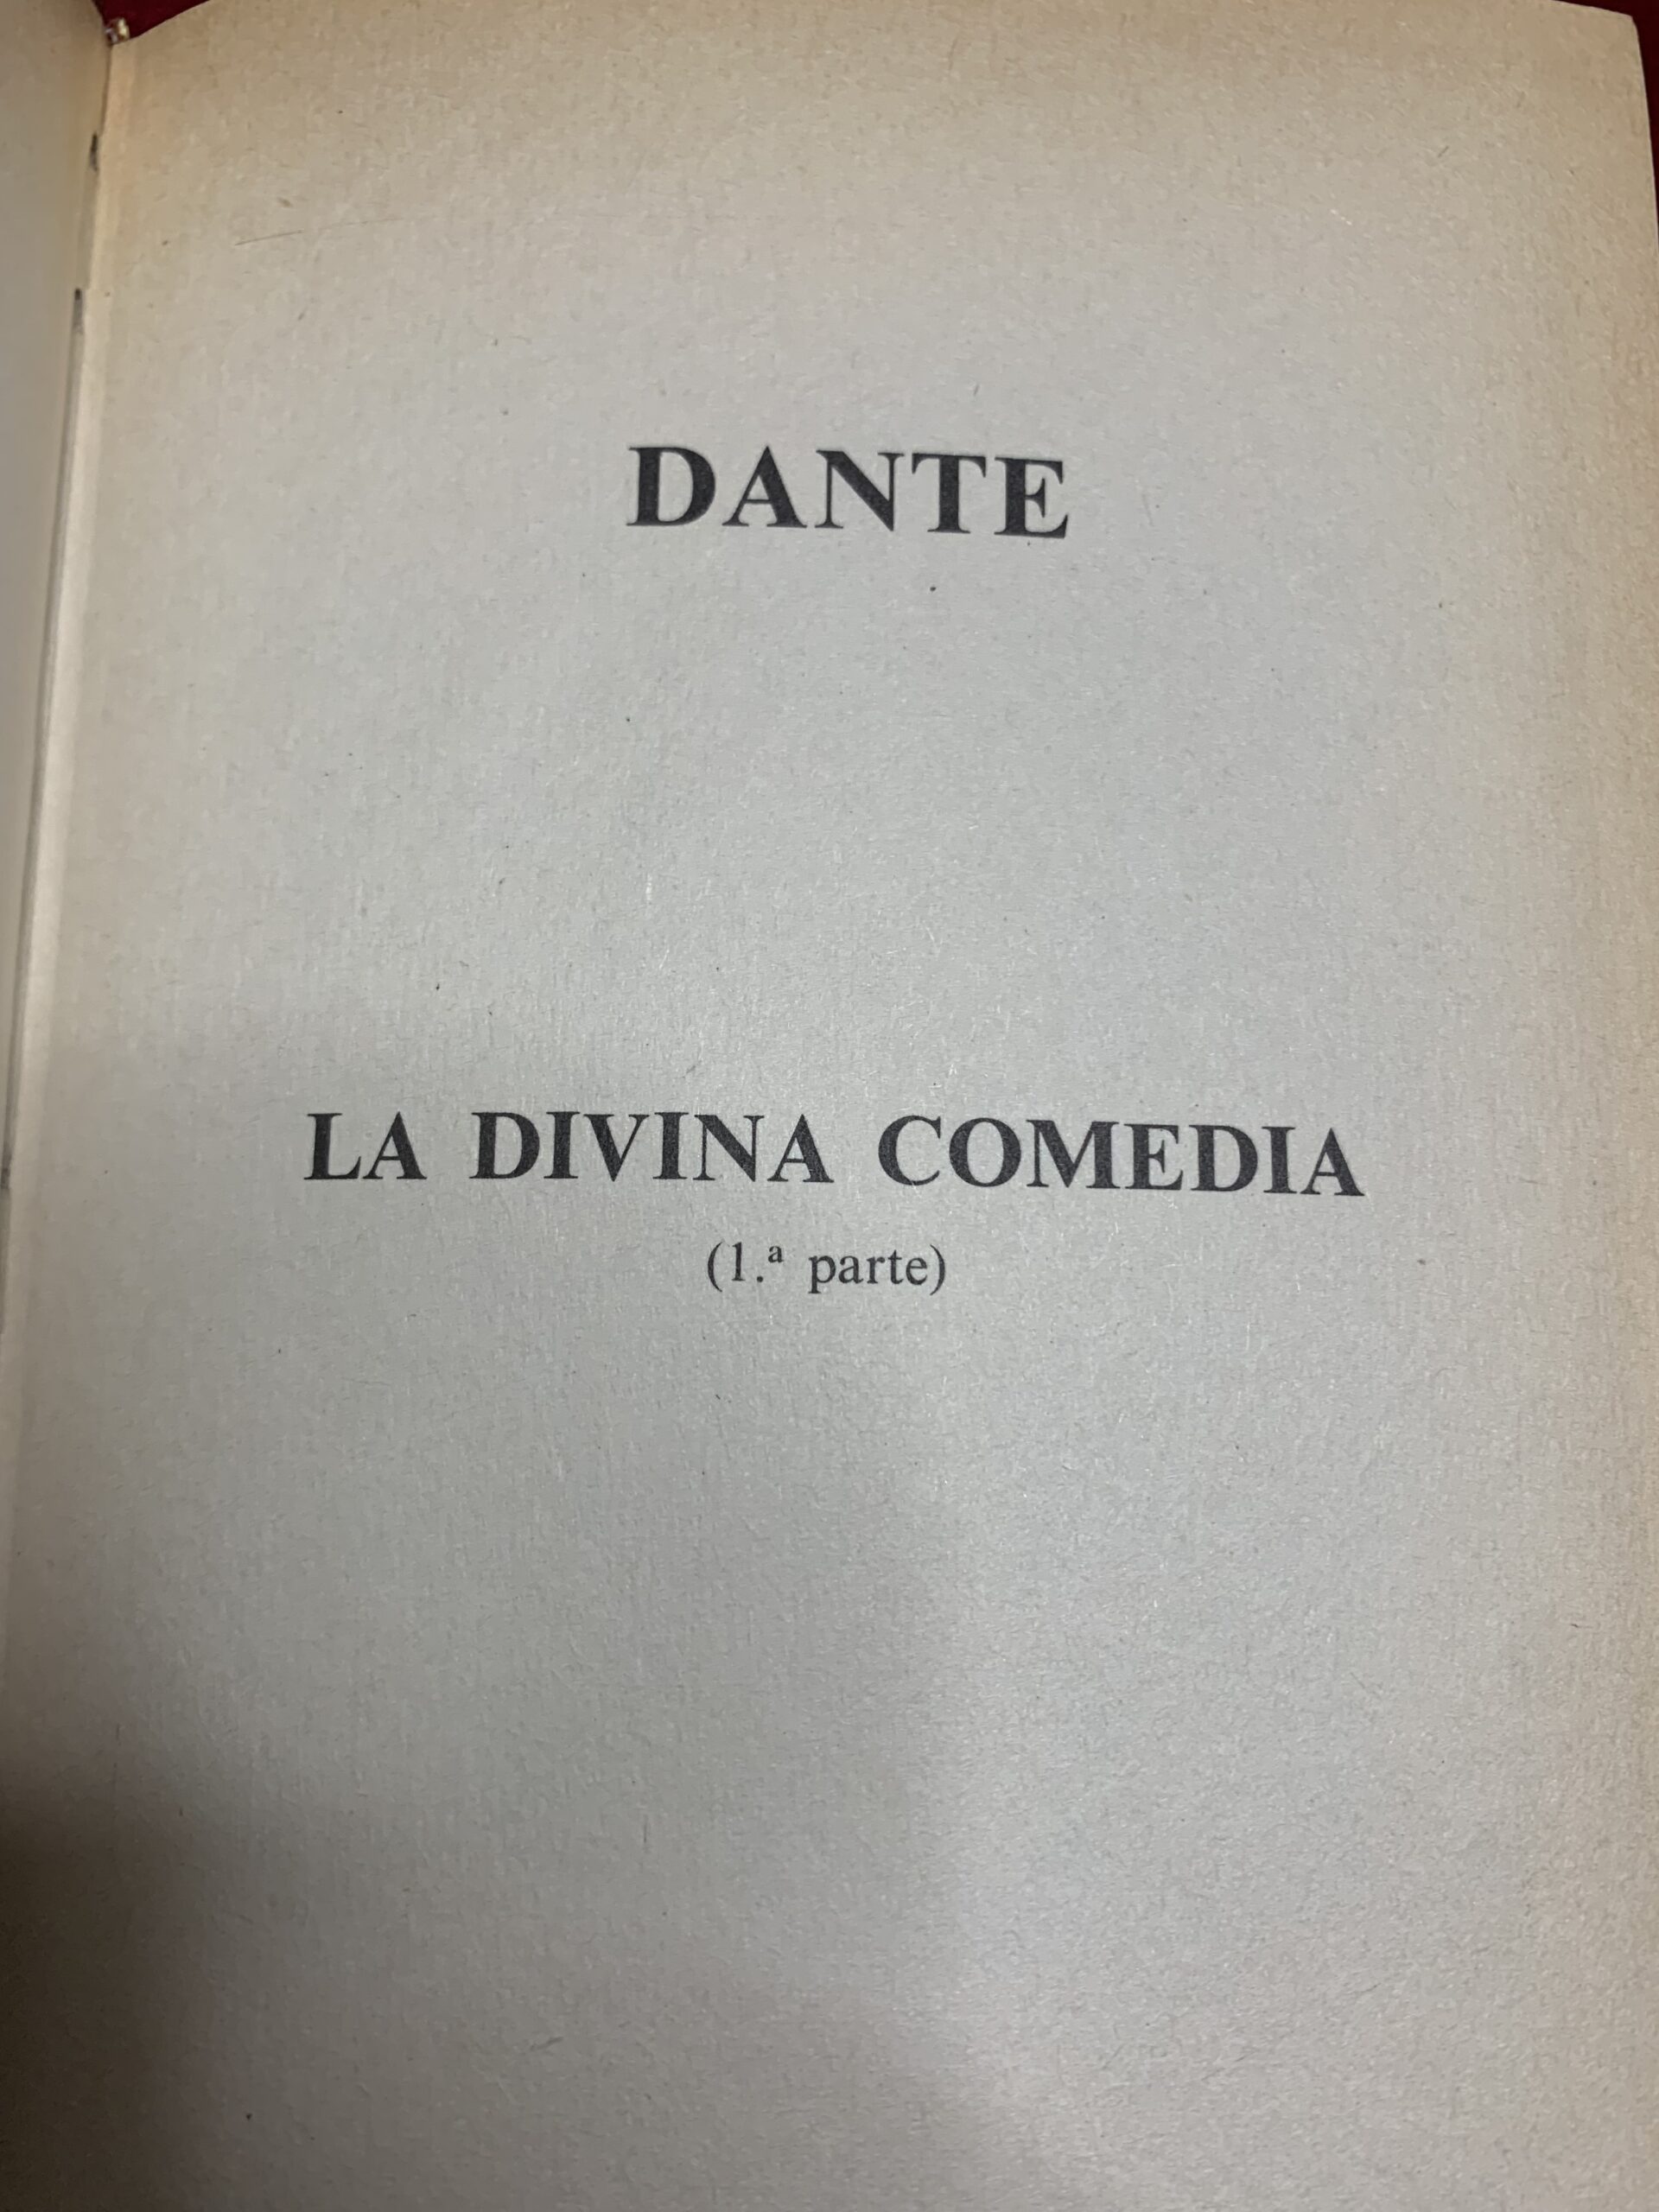 DANTE
LA DIVINA COMEDIA
(1.ª parte)